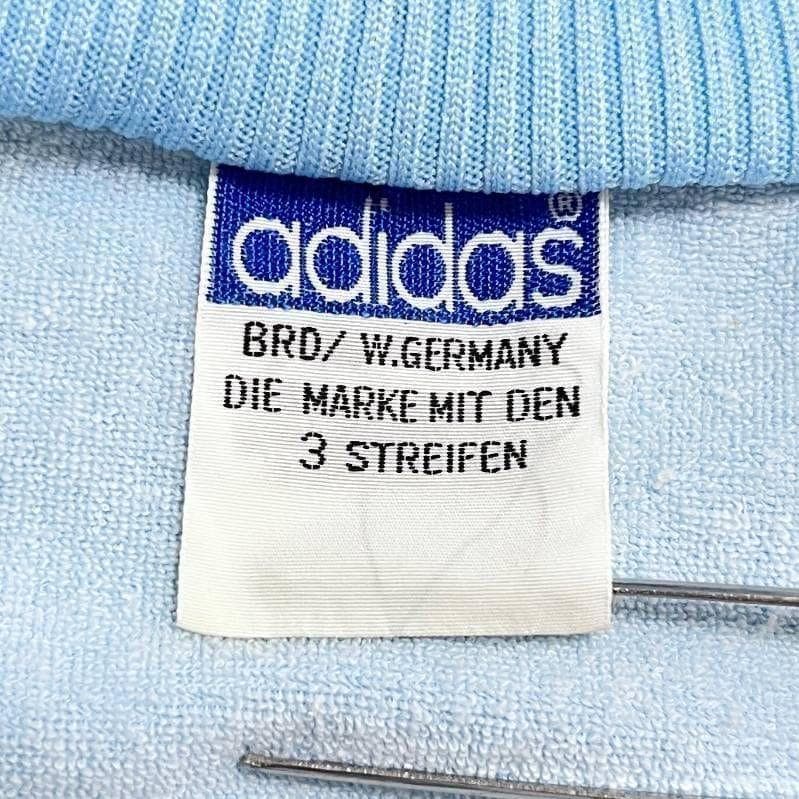 adidas®
BRD/ W.GERMANY
DIE MARKE MIT DEN
3 STREIFEN